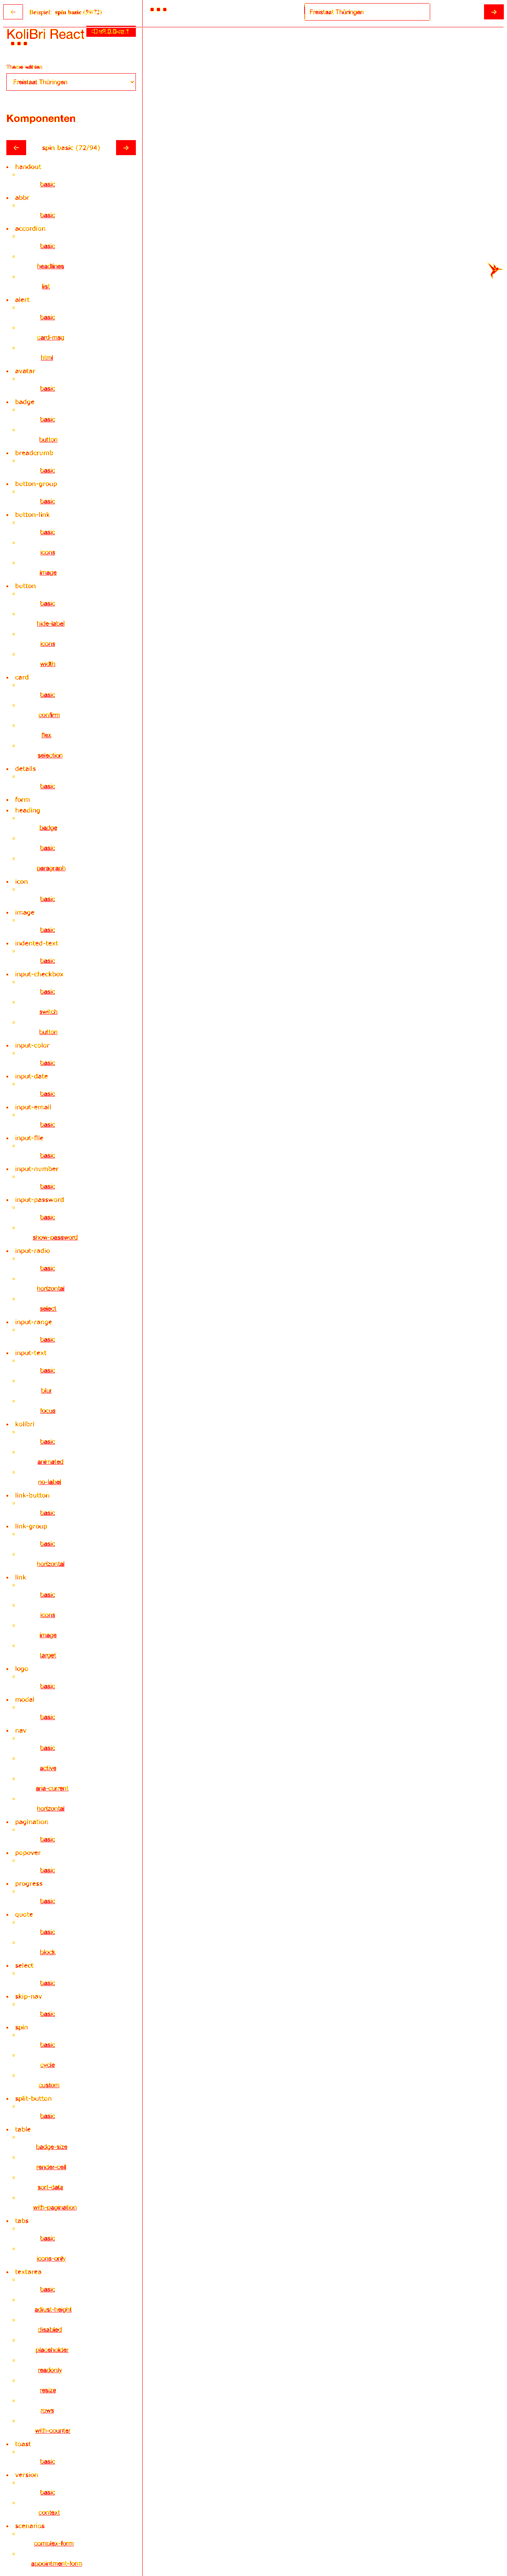 Beispiel spin basic
Freistaat Thüringen
KoliBri React
Theme wählen
Freistaat Thüringen
Komponenten
spin basic (72/94)
handout
basic
abbr
basic
accordion
basic
headlines
list
alert
basic
card-msg
html
avatar
basic
badge
basic
button
breadcrumb
basic
button-group
basic
button-link
basic
icons
image
button
basic
hide-label
icons
width
card
basic
confirm
flex
selection
details
basic
form
heading
badge
basic
paragraph
icon
basic
image
basic
indented-text
basic
input-checkbox
basic
switch
button
input-color
basic
input-date
basic
input-email
basic
input-file
basic
input-number
basic
input-password
basic
show-password
input-radio
basic
horizontal
select
input-range
basic
input-text
basic
blur
focus
kolibri
basic
animated
no-label
link-button
basic
link-group
basic
horizontal
link
basic
icons
image
target
logo
basic
modal
basic
nav
basic
active
aria-current
horizontal
pagination
basic
popover
basic
progress
basic
quote
basic
block
select
basic
skip-nav
basic
spin
basic
cycle
custom
split-button
basic
table
badge-size
render-cell
sort-data
with-pagination
tabs
basic
icons-only
textarea
basic
adjust-height
disabled
placeholder
readonly
resize
rows
with-counter
toast
basic
version
basic
context
scenarios
complex-form
appointment-form